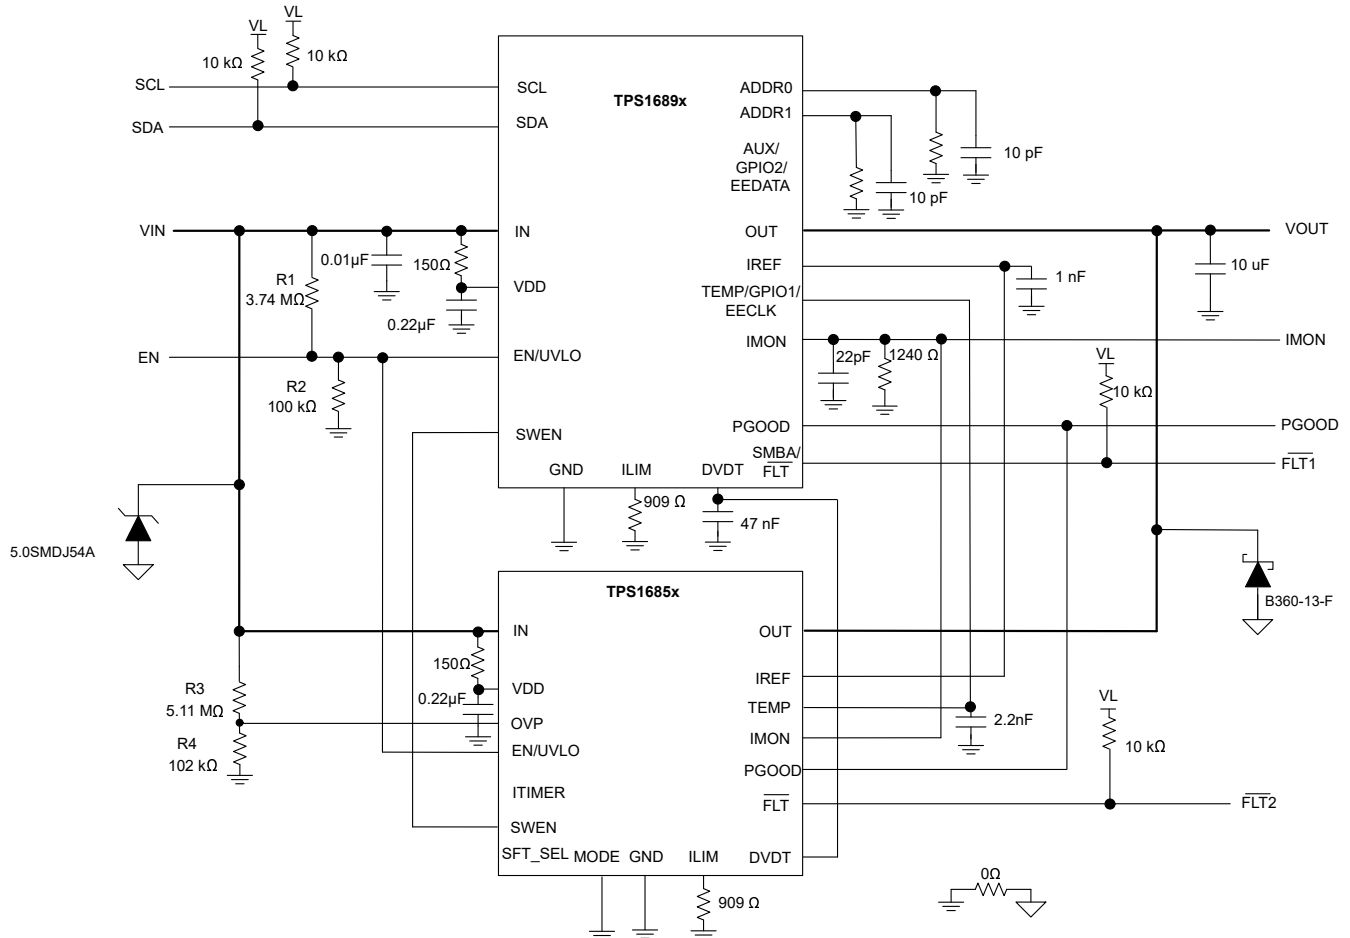 VL
VL
10 kΩ
10 kΩ
SCL
SCL
SDA
SDA
TPS1689x
ADDR0
ADDR1
AUX/
GPIO2/
EEDATA
10 pF
10 pF
VIN
IN
OUT
VOUT
R1
3.74 MΩ
0.01µF
150Ω
VDD
0.22µF
IREF
1 nF
10 uF
TEMP/GPIO1/
EECLK
IMON
22pF
1240 Ω
IMON
VL
10 kΩ
EN
EN/UVLO
R2
100 kΩ
SWEN
PGOOD
PGOOD
SMBA/
FLT
FLT1
GND
ILIM
DVDT
909 Ω
47 nF
5.0SMDJ54A
B360-13-F
TPS1685x
IN
OUT
150Ω
VDD
0.22µF
IREF
R3
5.11 MΩ
OVP
TEMP
2.2nF
VL
10 kΩ
R4
102 kΩ
EN/UVLO
IMON
PGOOD
ITIMER
FLT
FLT2
SWEN
SFT_SEL
MODE
GND
ILIM
DVDT
909 Ω
0Ω